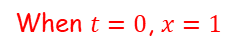 When 𝑡 = 0, 𝑥 = 1